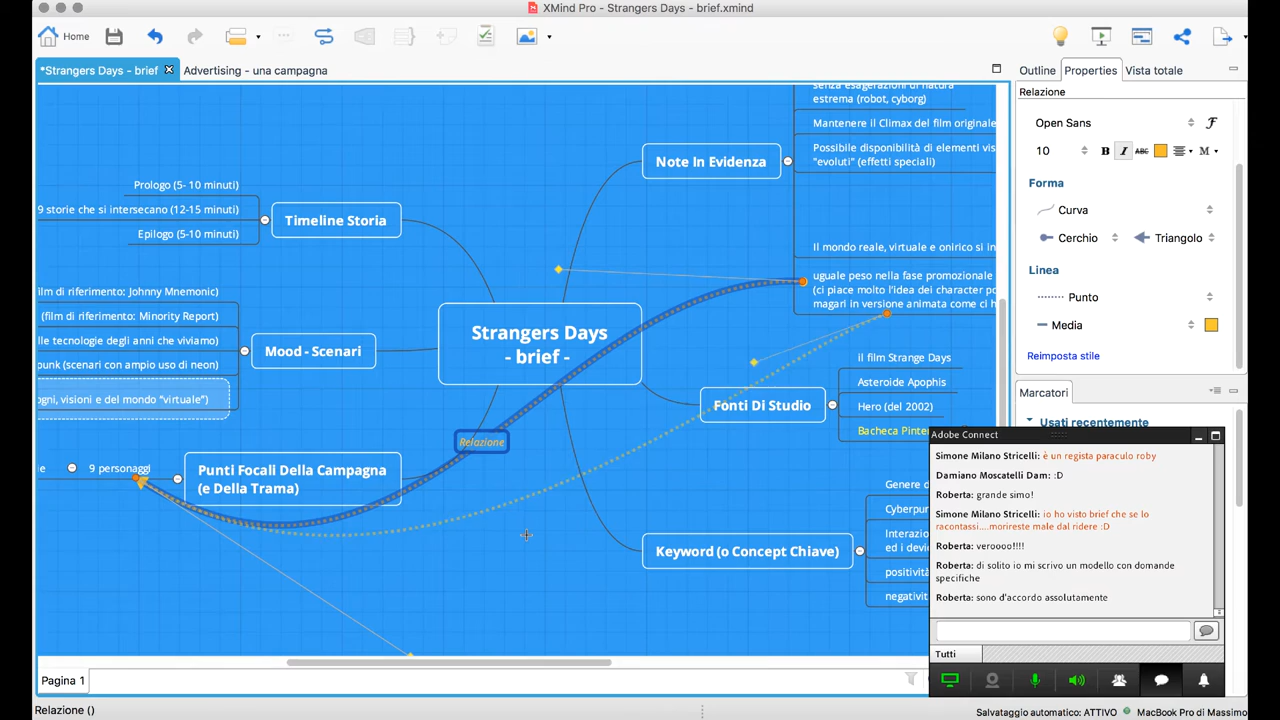 XMind Pro - Strangers Days - brief.xmind
Home
*Strangers Days - brief
Advertising - una campagna
Outline
Properties
Vista totale
Relazione
Open Sans
10
B
I
ABC
M
Forma
Curva
Cerchio
Triangolo
Linea
Punto
Media
Reimposta stile
Marcatori
Usati recentemente
senza esagerazioni di natura
estrema (robot, cyborg)
Mantenere il Climax del film originale
Possibile disponibilità di elementi vis
"evoluti" (effetti speciali)
Note In Evidenza
Il mondo reale, virtuale e onirico si in
uguale peso nella fase promozionale
(ci piace molto l'idea dei character po
magari in versione animata come ci h
Prologo (5- 10 minuti)
9 storie che si intersecano (12-15 minuti)
Epilogo (5-10 minuti)
Timeline Storia
Strangers Days
- brief -
film di riferimento: Johnny Mnemonic)
(film di riferimento: Minority Report)
lle tecnologie degli anni che viviamo)
punk (scenari con ampio uso di neon)
ogni, visioni e del mondo “virtuale”)
Mood - Scenari
il film Strange Days
Asteroide Apophis
Hero (del 2002)
Bacheca Pinter
Fonti Di Studio
Relazione
9 personaggi
Punti Focali Della Campagna
(e Della Trama)
Keyword (o Concept Chiave)
Genere d
Cyberpur
Interazio
ed i devic
positività
negativit
Adobe Connect
Simone Milano Stricelli: è un regista paraculo roby
Damiano Moscatelli Dam: :D
Roberta: grande simo!
Simone Milano Stricelli: io ho visto brief che se lo
racontassi....morireste male dal ridere :D
Roberta: veroooo!!!!
Roberta: di solito io mi scrivo un modello con domande
specifiche
Roberta: sono d'accordo assolutamente
Tutti
Pagina 1
Relazione ()
Salvataggio automatico: ATTIVO
MacBook Pro di Massimo